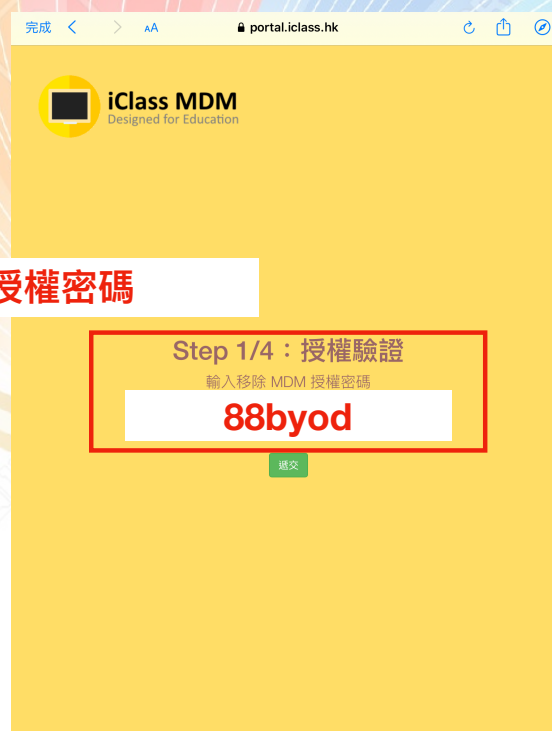 完成 AA portal.iclass.hk
iClass MDM
Designed for Education
授權密碼
Step 1/4：授權驗證
輸入移除 MDM 授權密碼
88byod
遞交